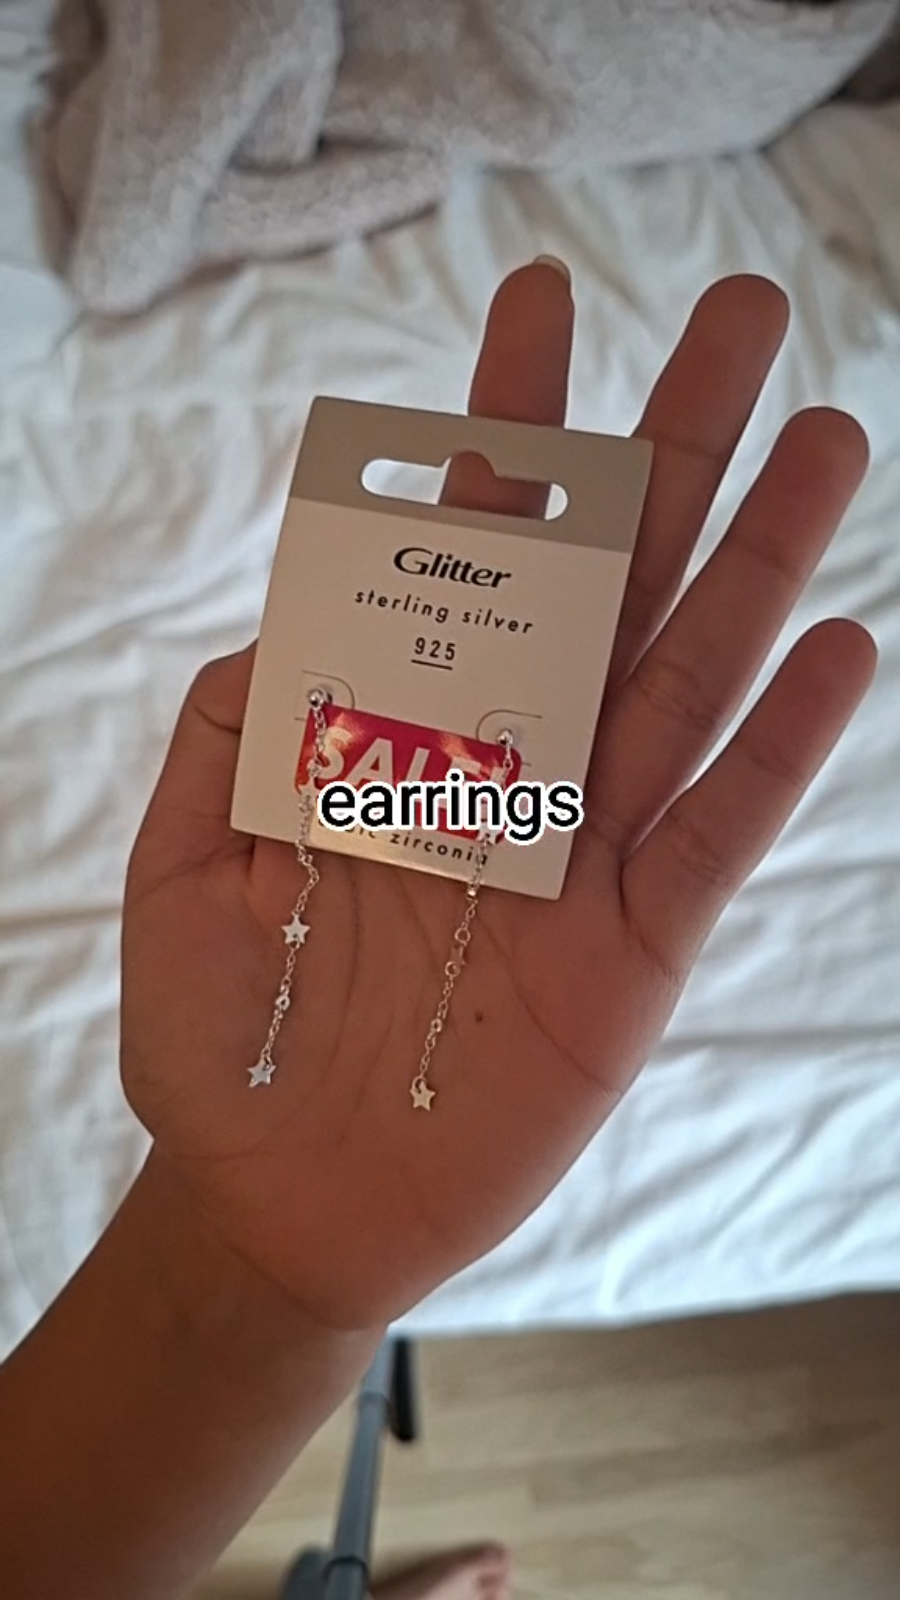 Glitter
sterling silver
925
SALE!
earrings
zirconia